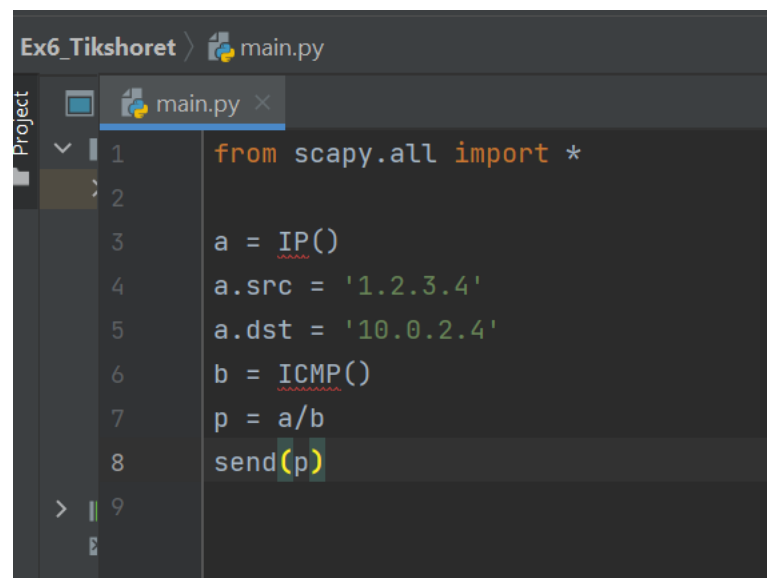 Ex6_Tikshoret 〉 main.py
Project
main.py ×
1 from scapy.all import *
2
3 a = IP()
4 a.src = '1.2.3.4'
5 a.dst = '10.0.2.4'
6 b = ICMP()
7 p = a/b
8 send(p)
9